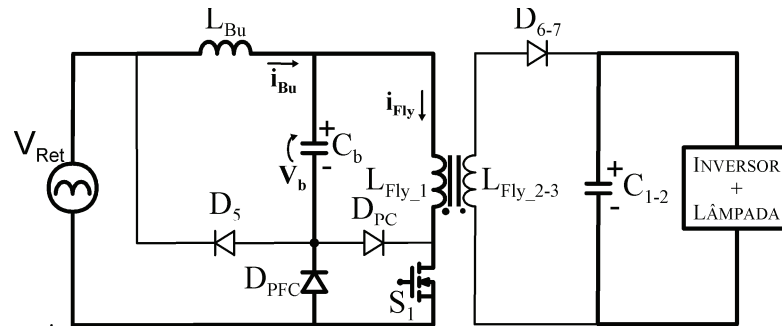 L_Bu
D_6-7
i_Bu
i_Fly
V_Ret
+
C_b
-
V_b
L_Fly_1
L_Fly_2-3
+
C_1-2
-
INVERSOR
+
LÂMPADA
D_5
D_PC
D_PFC
S_1